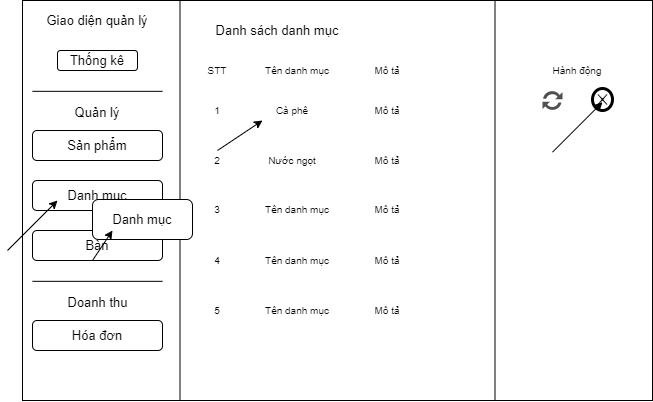 Giao diện quản lý
Thống kê
Quản lý
Sản phẩm
Danh mục
Danh mục
Bàn
Doanh thu
Hóa đơn
Danh sách danh mục
STT Tên danh mục Mô tả
1 Cà phê Mô tả
2 Nước ngọt Mô tả
3 Tên danh mục Mô tả
4 Tên danh mục Mô tả
5 Tên danh mục Mô tả
Hành động